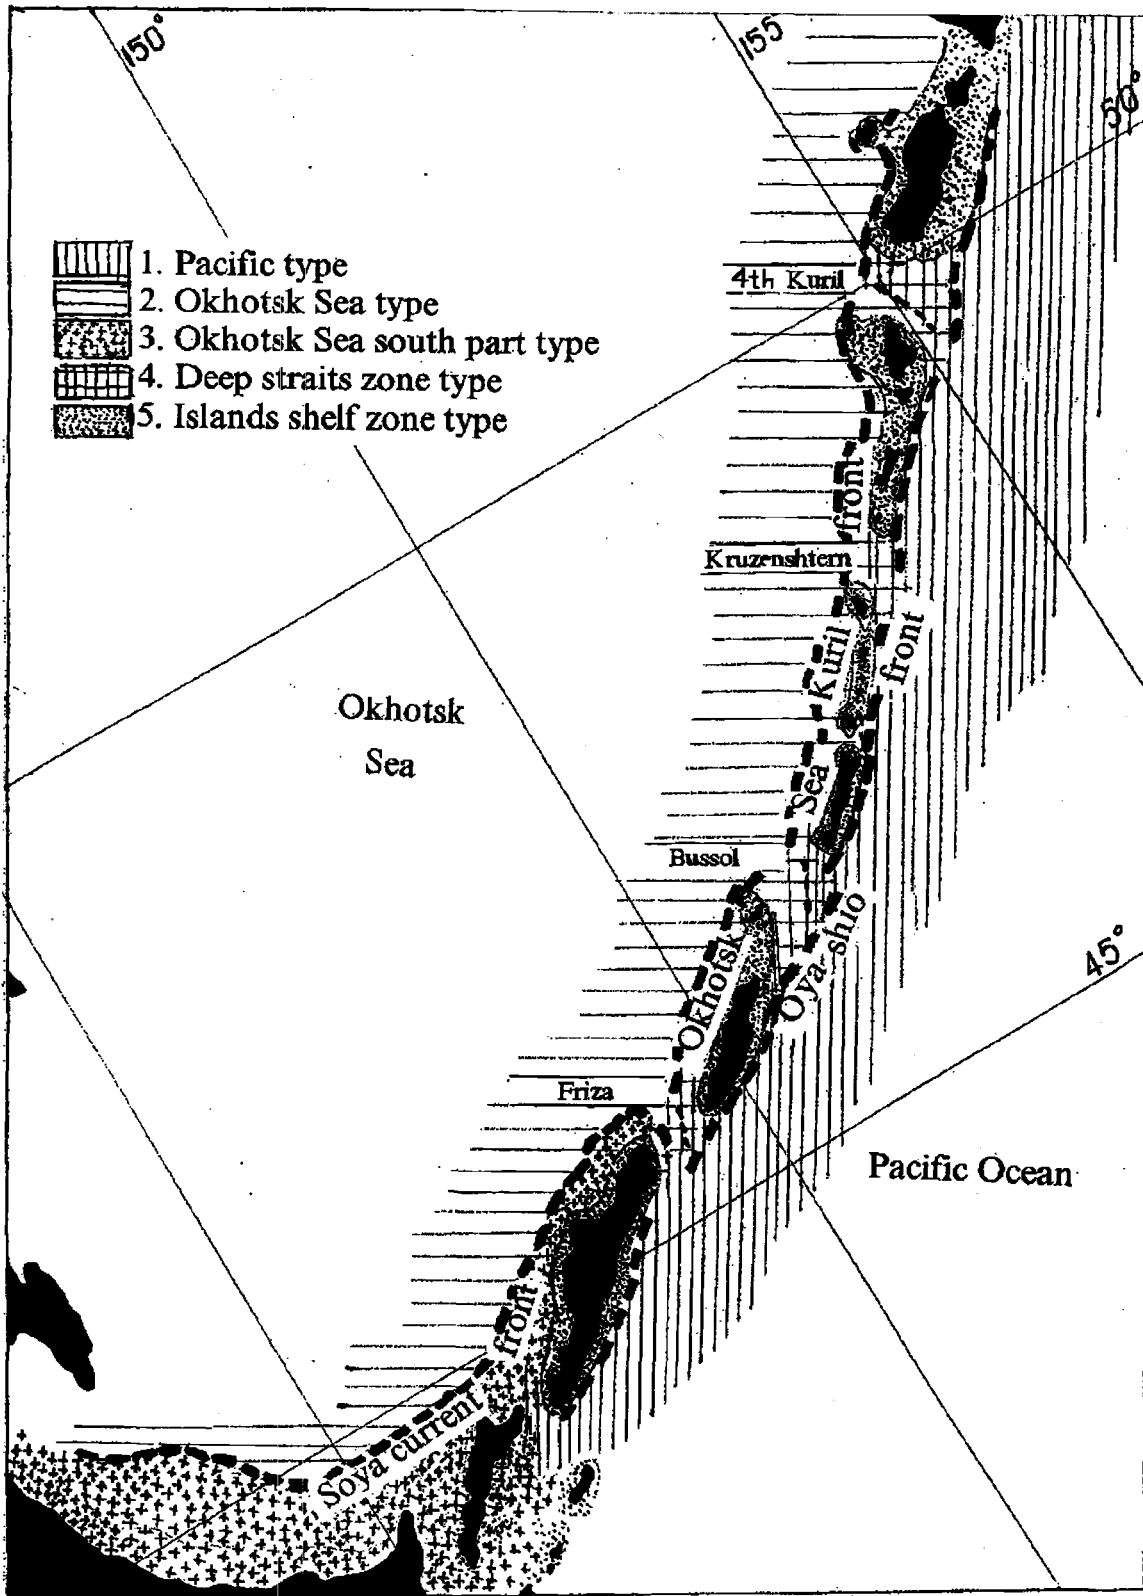 150°
155
50°
1. Pacific type
2. Okhotsk Sea type
3. Okhotsk Sea south part type
4. Deep straits zone type
5. Islands shelf zone type
4th Kuril
Kruzenshtern
Okhotsk
Sea
Bussol
Friza
Okhotsk Sea Kuril front
Oya shio front
45°
Pacific Ocean
Soya current front